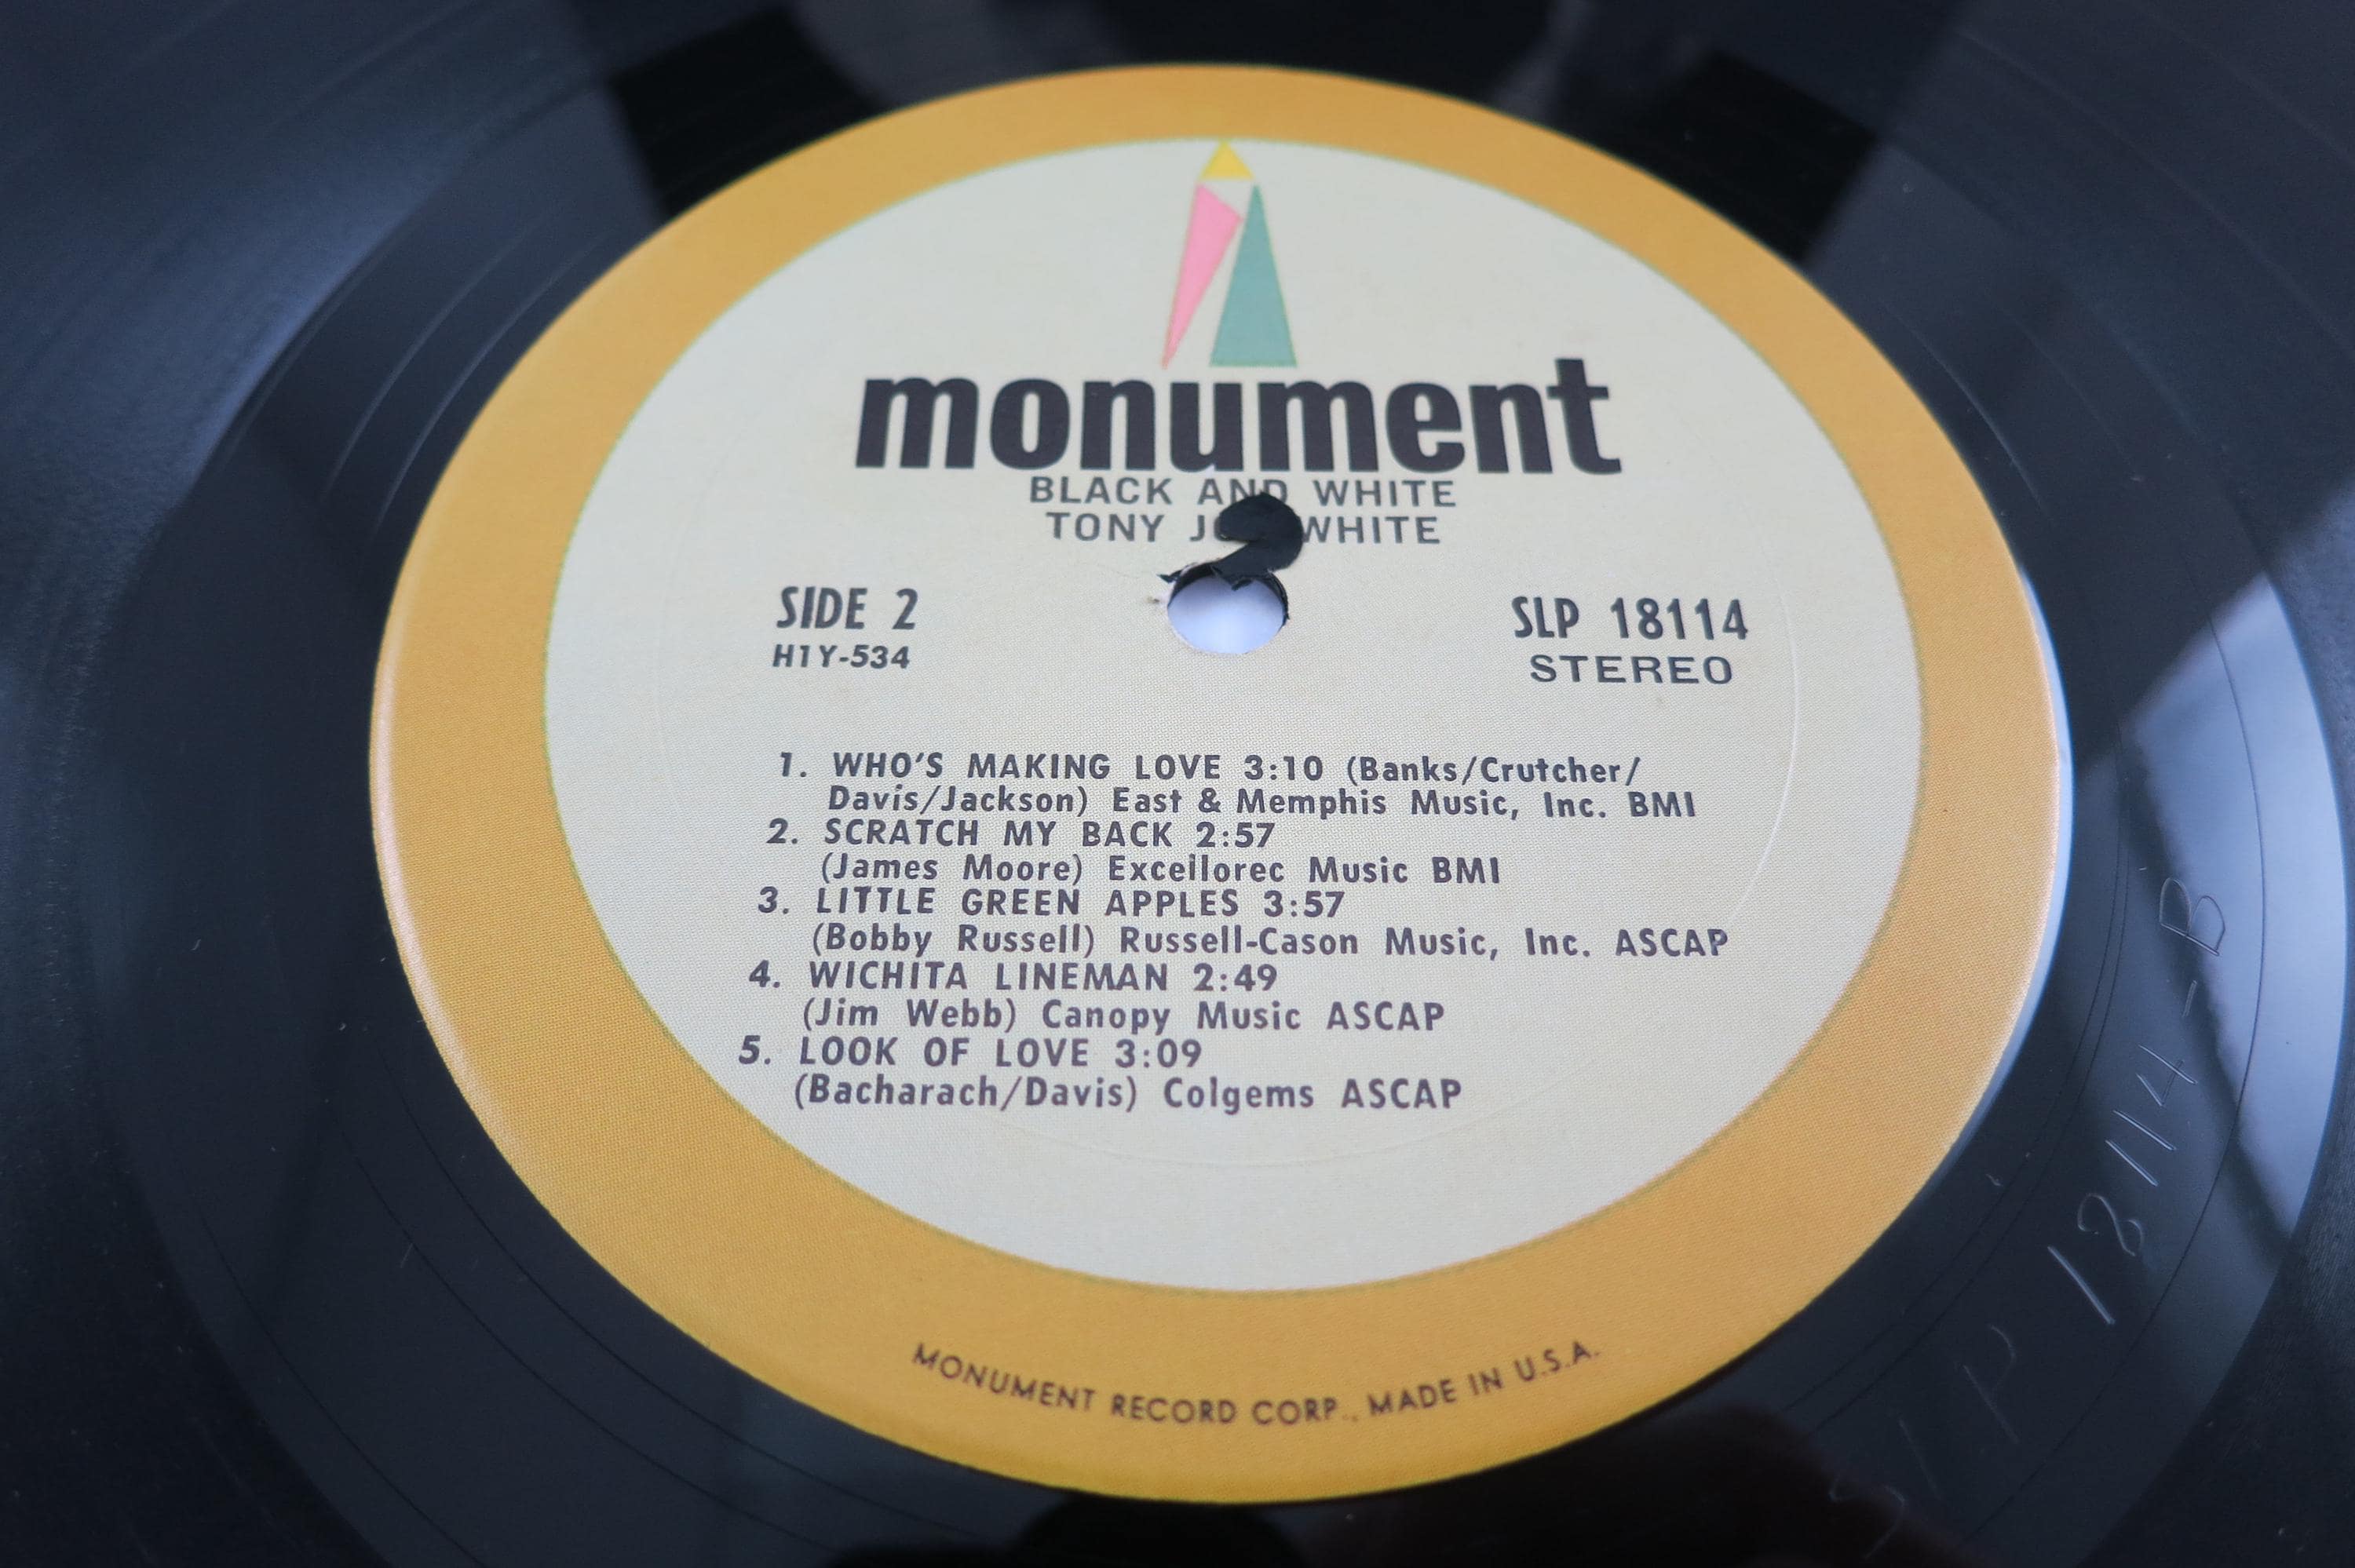 monument
BLACK AND WHITE
TONY WHITE
SIDE 2
H1Y-534
SLP 18114
STEREO
1. WHO'S MAKING LOVE 3:10 (Banks/Crutcher/
Davis/Jackson) East & Memphis Music, Inc. BMI
2. SCRATCH MY BACK 2:57
(James Moore) Excellorec Music BMI
3. LITTLE GREEN APPLES 3:57
(Bobby Russell) Russell-Cason Music, Inc. ASCAP
4. WICHITA LINEMAN 2:49
(Jim Webb) Canopy Music ASCAP
5. LOOK OF LOVE 3:09
(Bacharach/Davis) Colgems ASCAP
MONUMENT RECORD CORP., MADE IN U.S.A.
SLP 18114-B